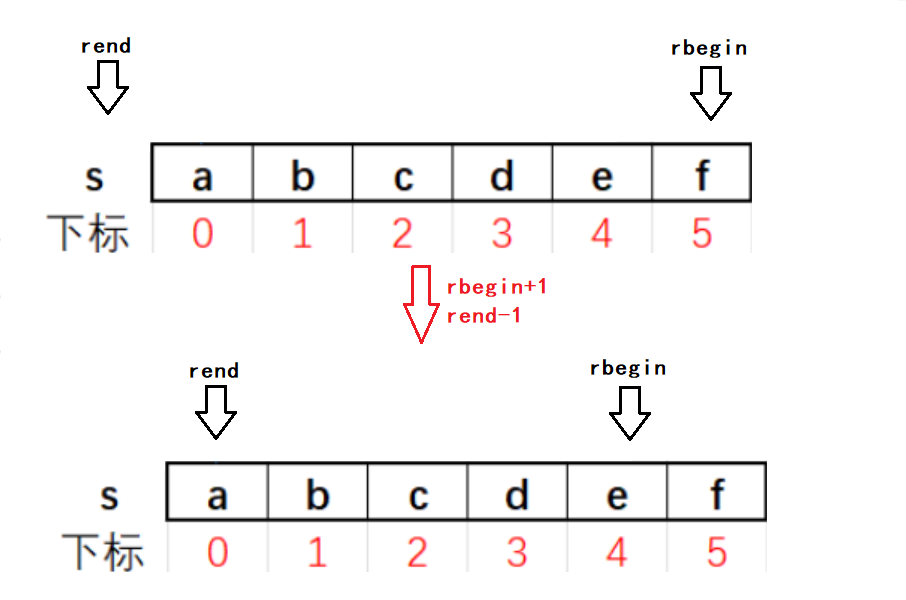 rend rbegin
s a b c d e f
下标 0 1 2 3 4 5
rbegin+1
rend-1
rend rbegin
s a b c d e f
下标 0 1 2 3 4 5